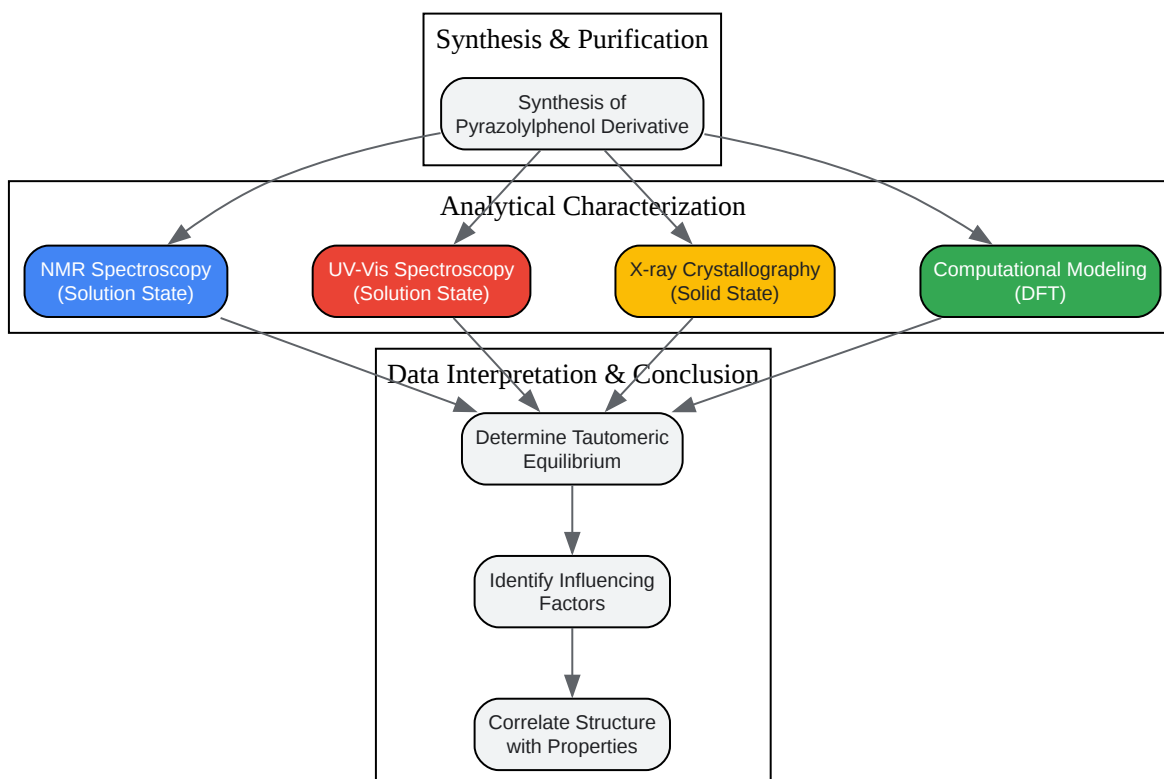 Synthesis & Purification
Synthesis of
Pyrazolylphenol Derivative
Analytical Characterization
NMR Spectroscopy
(Solution State)
UV-Vis Spectroscopy
(Solution State)
X-ray Crystallography
(Solid State)
Computational Modeling
(DFT)
Data Interpretation & Conclusion
Determine Tautomeric
Equilibrium
Identify Influencing
Factors
Correlate Structure
with Properties